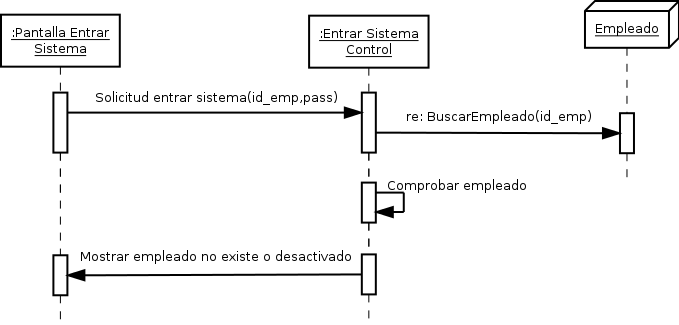 :Pantalla Entrar
Sistema
:Entrar Sistema
Control
Empleado
Solicitud entrar sistema(id_emp,pass)
re: BuscarEmpleado(id_emp)
Comprobar empleado
Mostrar empleado no existe o desactivado